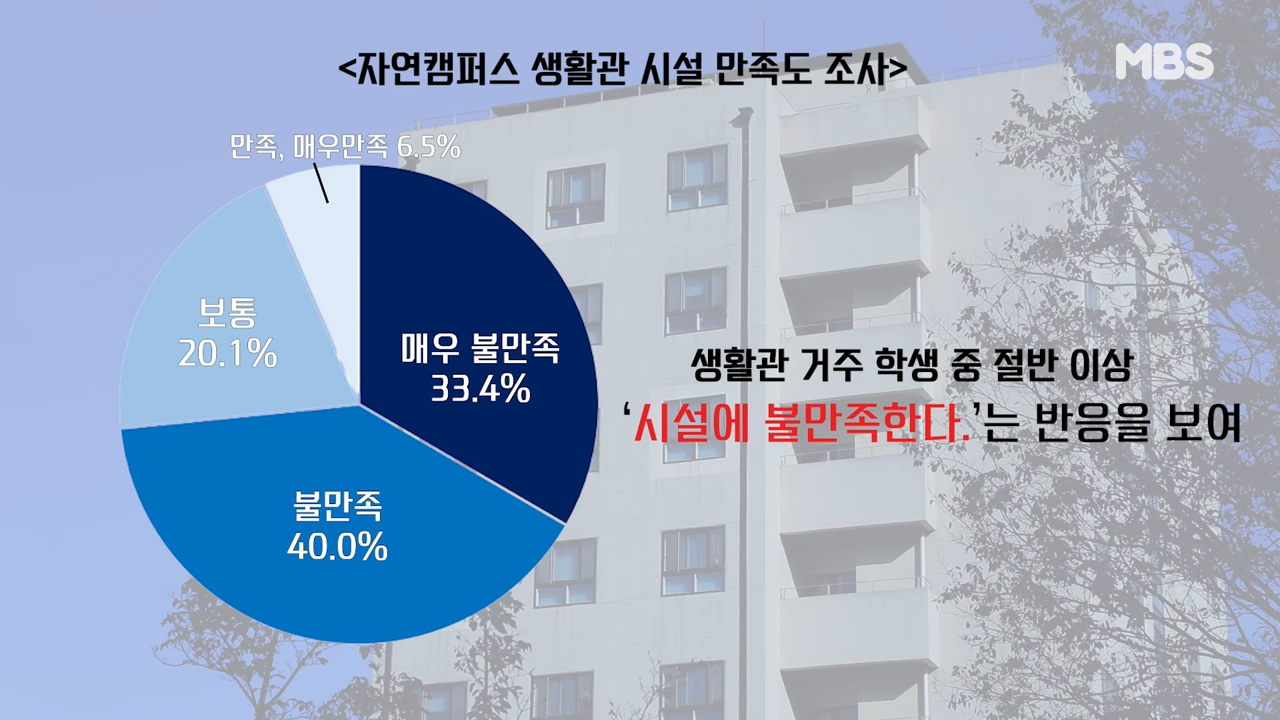 <자연캠퍼스 생활관 시설 만족도 조사>
MBS
만족, 매우만족 6.5%
보통
20.1%
매우 불만족
33.4%
불만족
40.0%
생활관 거주 학생 중 절반 이상
‘시설에 불만족한다.’는 반응을 보여